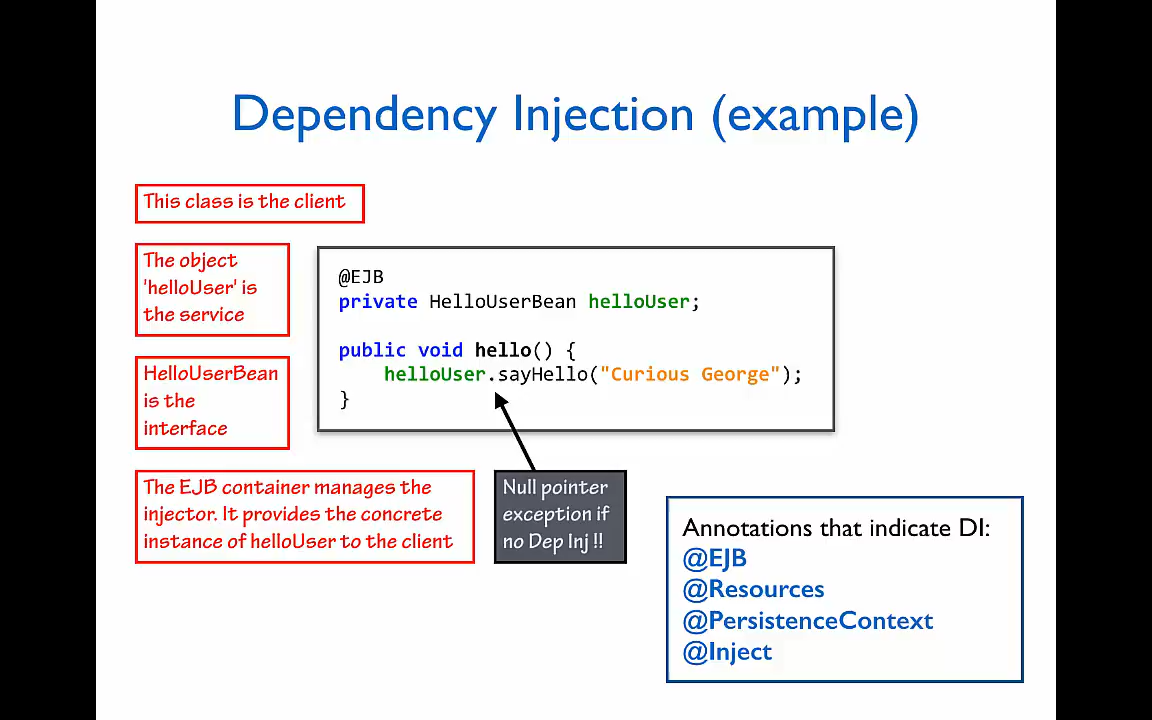 Dependency Injection (example)
This class is the client
The object
'helloUser' is
the service
HelloUserBean
is the
interface
@EJB
private HelloUserBean helloUser;
public void hello() {
helloUser.sayHello("Curious George");
}
The EJB container manages the
injector. It provides the concrete
instance of helloUser to the client
Null pointer
exception if
no Dep Inj !!
Annotations that indicate DI:
@EJB
@Resources
@PersistenceContext
@Inject